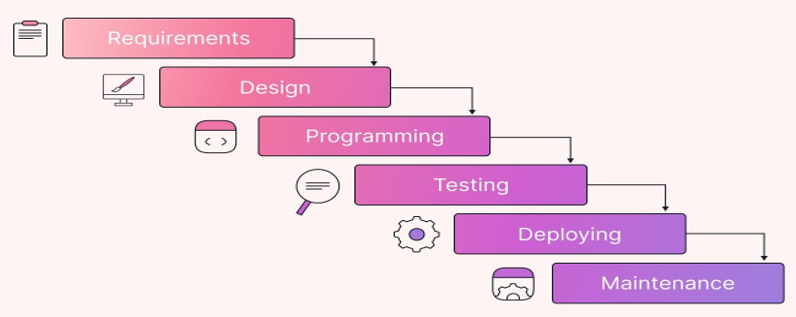 Requirements
Design
Programming
Testing
Deploying
Maintenance